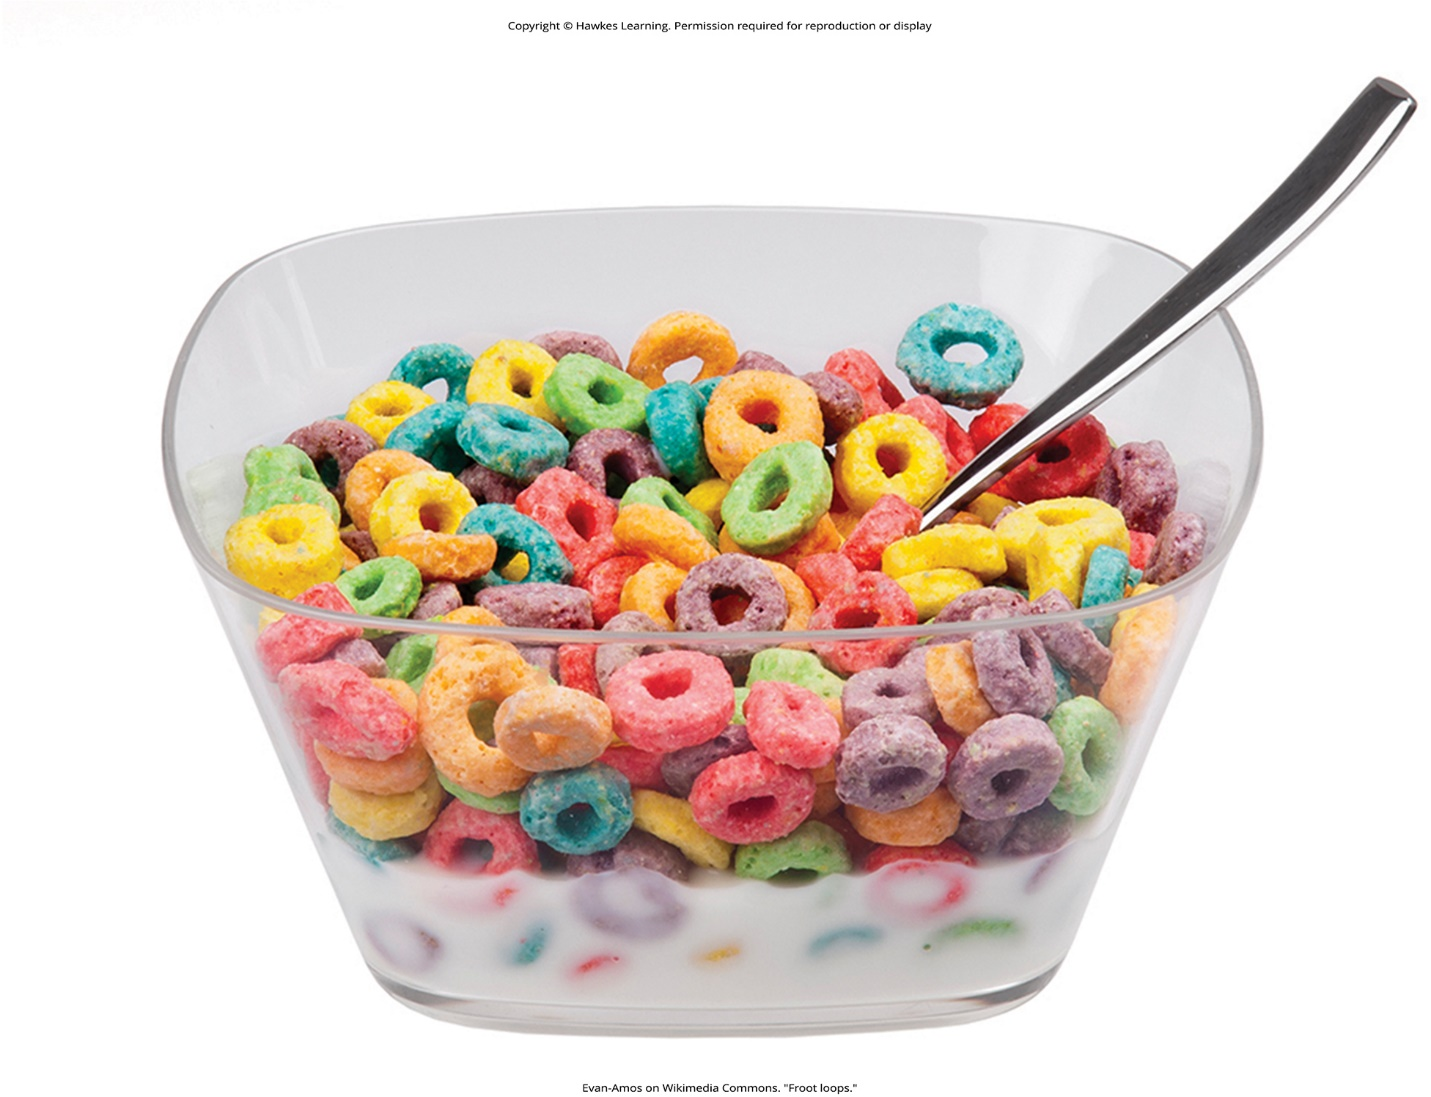 Copyright © Hawkes Learning. Permission required for reproduction or display
Evan-Amos on Wikimedia Commons. "Froot loops."